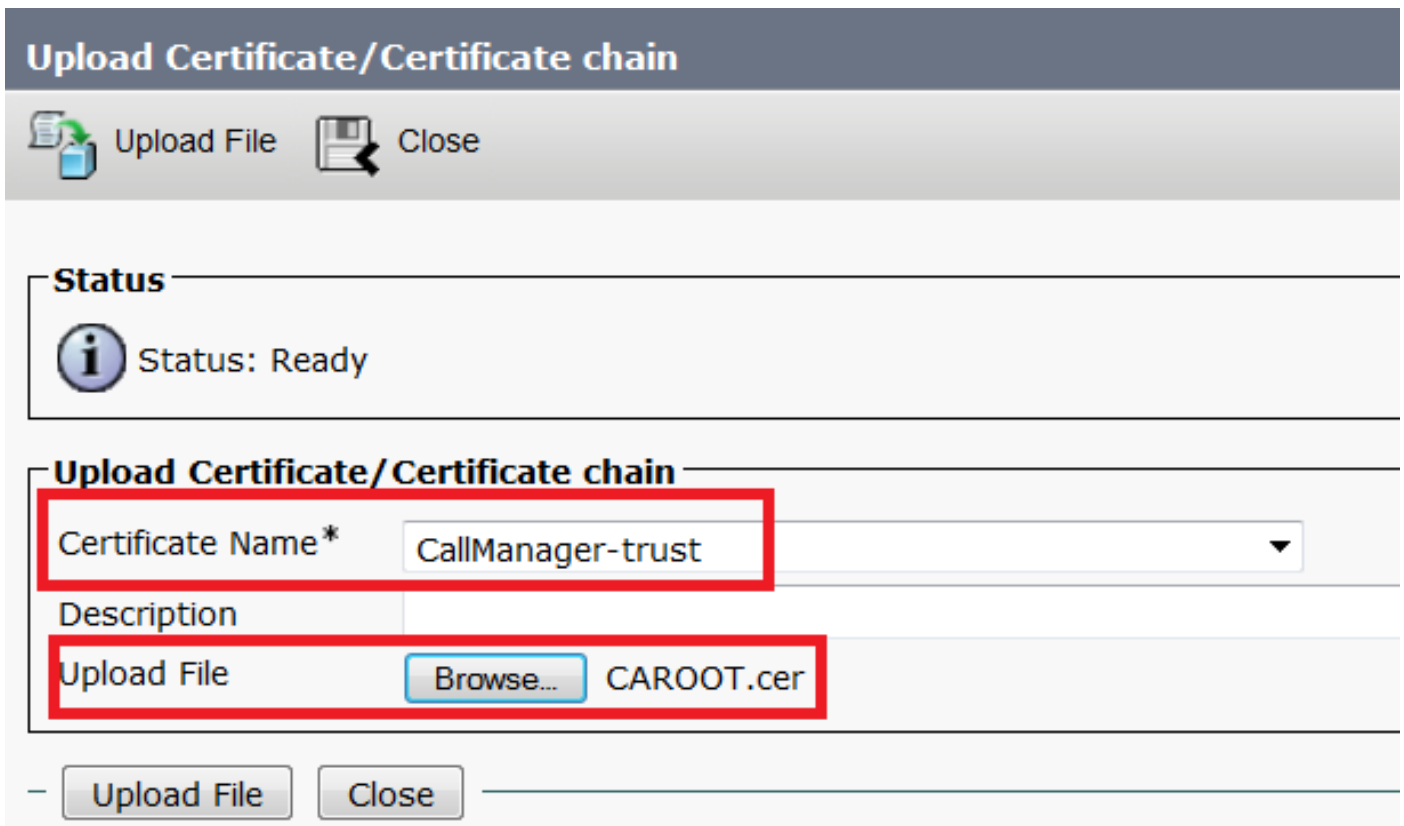 Upload Certificate/Certificate chain
Upload File Close
Status
i Status: Ready
Upload Certificate/Certificate chain
Certificate Name* CallManager-trust
Description
Upload File Browse... CAROOT.cer
Upload File Close